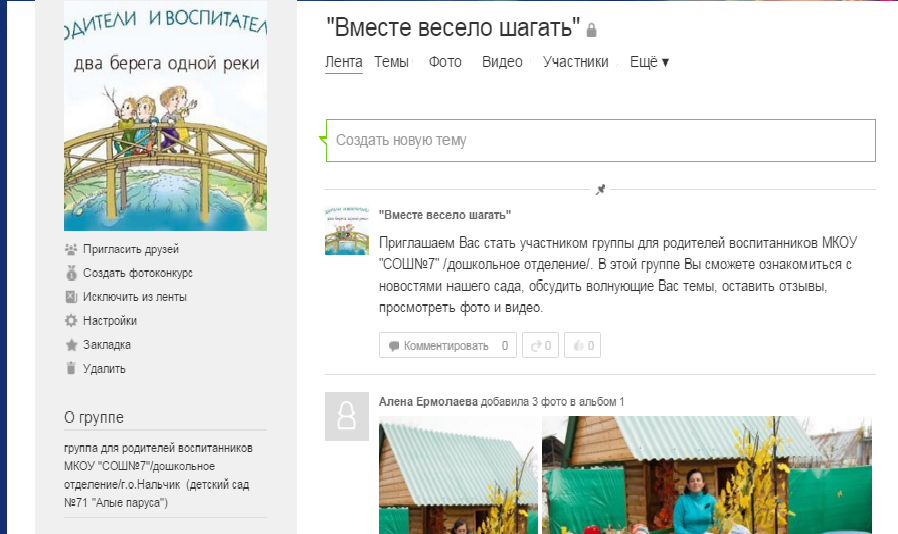 ОДИТЕЛИ И ВОСПИТАТЕЛ
два берега одной реки
Пригласить друзей
Создать фотоконкурс
Исключить из ленты
Настройки
Закладка
Удалить
О группе
группа для родителей воспитанников
МКОУ "СОШ№7"/дошкольное
отделение/г.о.Нальчик (детский сад
№71 "Алые паруса")
"Вместе весело шагать"
Лента Темы Фото Видео Участники Ещё ▾
Создать новую тему
"Вместе весело шагать"
Приглашаем Вас стать участником группы для родителей воспитанников МКОУ
"СОШ№7" /дошкольное отделение/. В этой группе Вы сможете ознакомиться с
новостями нашего сада, обсудить волнующие Вас темы, оставить отзывы,
просмотреть фото и видео.
Комментировать 0 0 0
Алена Ермолаева добавила 3 фото в альбом 1